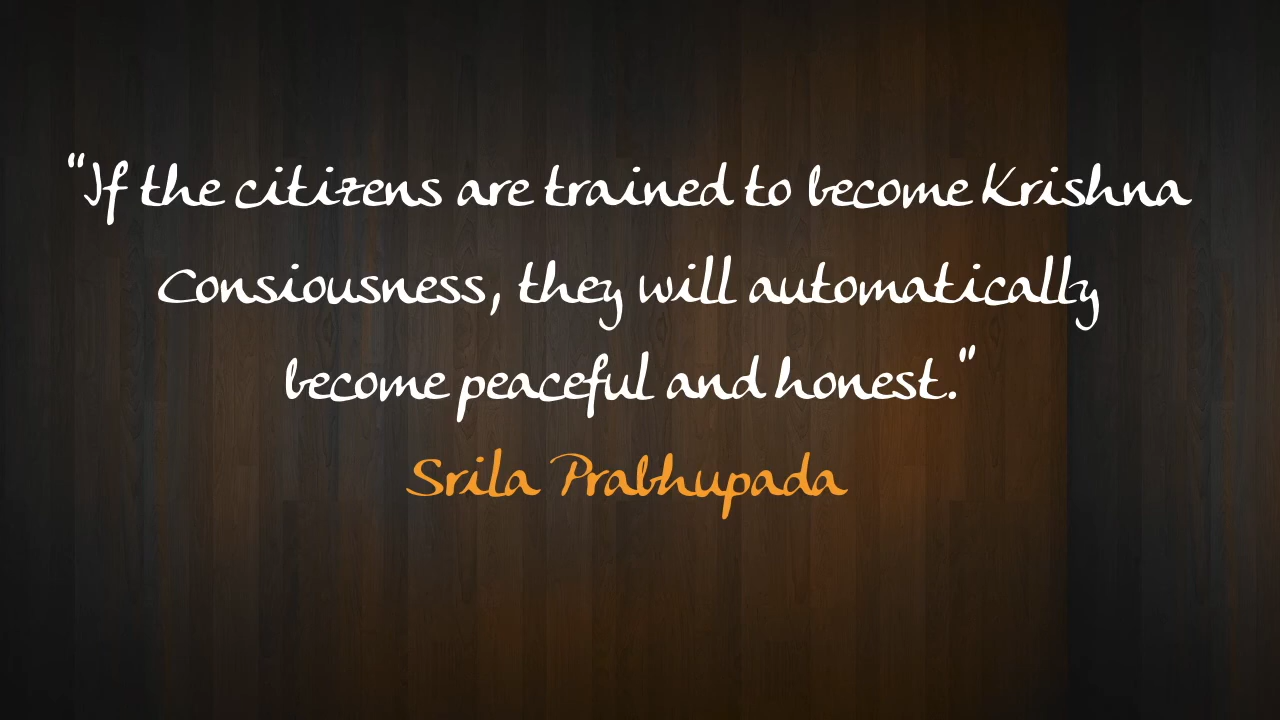 "If the citizens are trained to become Krishna
Consiousness, they will automatically
become peaceful and honest."
Srila Prabhupada